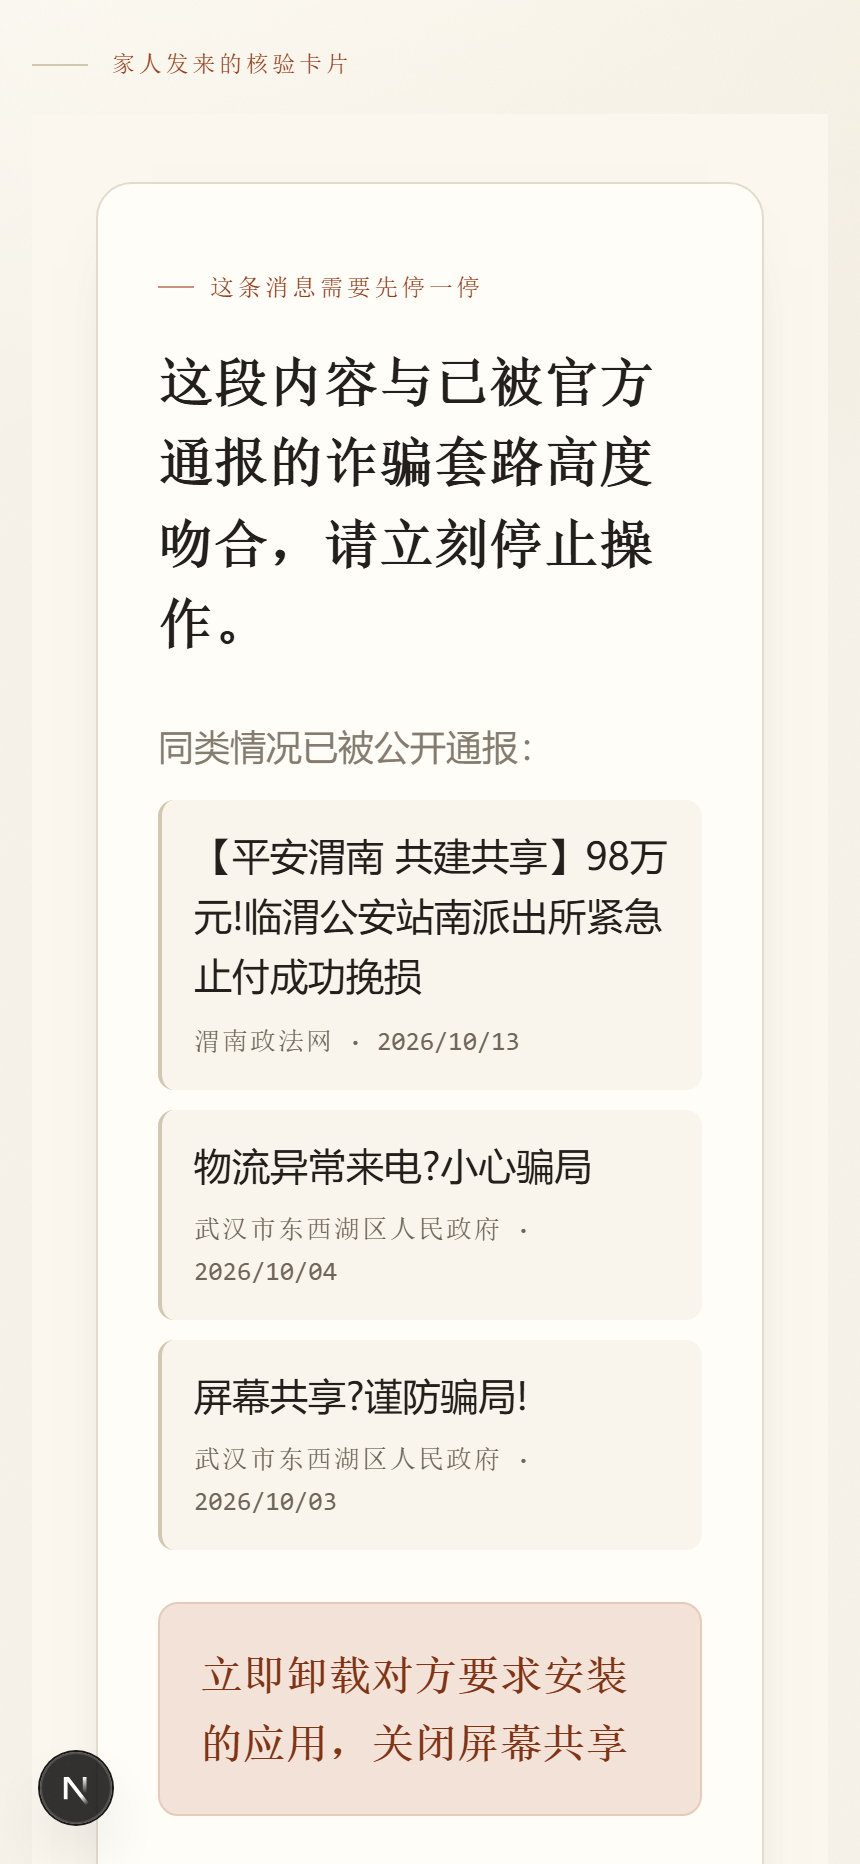 家人发来的核验卡片
这条消息需要先停一停
这段内容与已被官方
通报的诈骗套路高度
吻合，请立刻停止操
作。
同类情况已被公开通报：
【平安渭南 共建共享】98万
元!临渭公安站南派出所紧急
止付成功挽损
渭南政法网 · 2026/10/13
物流异常来电?小心骗局
武汉市东西湖区人民政府 ·
2026/10/04
屏幕共享?谨防骗局!
武汉市东西湖区人民政府 ·
2026/10/03
立即卸载对方要求安装
的应用，关闭屏幕共享
N